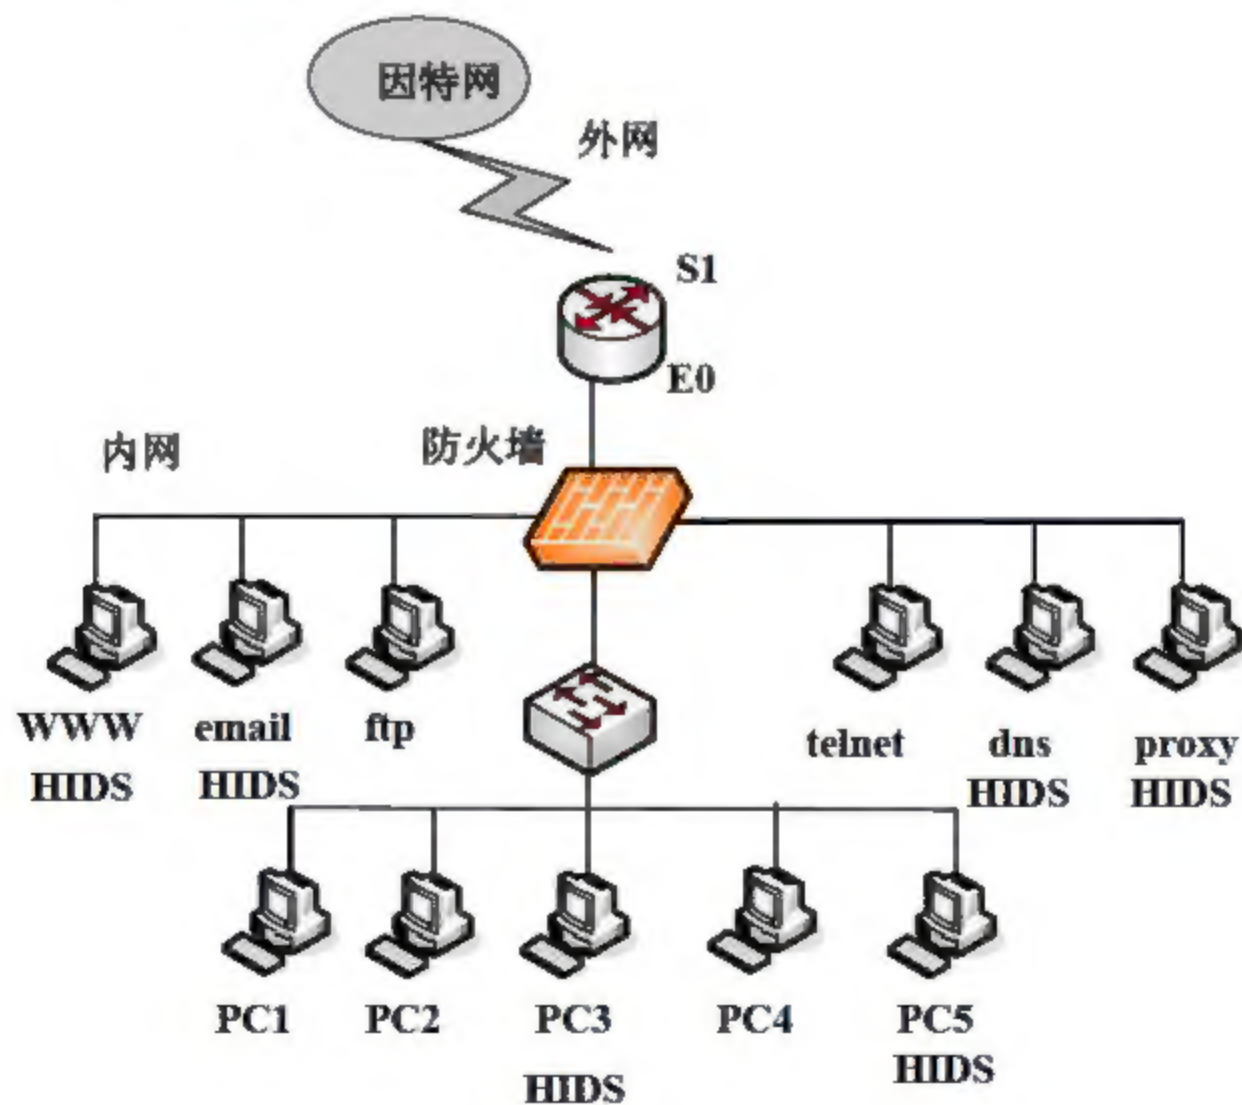 因特网
外网
S1
E0
内网
防火墙
WWW
HIDS
email
HIDS
ftp
telnet
dns
HIDS
proxy
HIDS
PC1
PC2
PC3
HIDS
PC4
PC5
HIDS